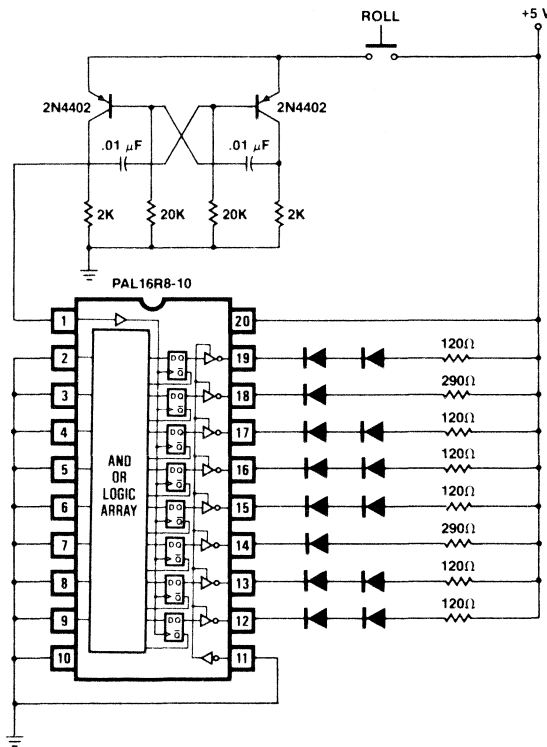 ROLL
+5 V
2N4402
2N4402
.01 µF
.01 µF
2K
20K
20K
2K
PAL16R8-10
1
20
120Ω
2
D Q
Q̅
19
290Ω
3
D Q
Q̅
18
120Ω
4
D Q
Q̅
17
120Ω
5
AND
OR
LOGIC
ARRAY
D Q
Q̅
16
120Ω
6
D Q
Q̅
15
290Ω
7
D Q
Q̅
14
120Ω
8
D Q
Q̅
13
120Ω
9
D Q
Q̅
12
10
11